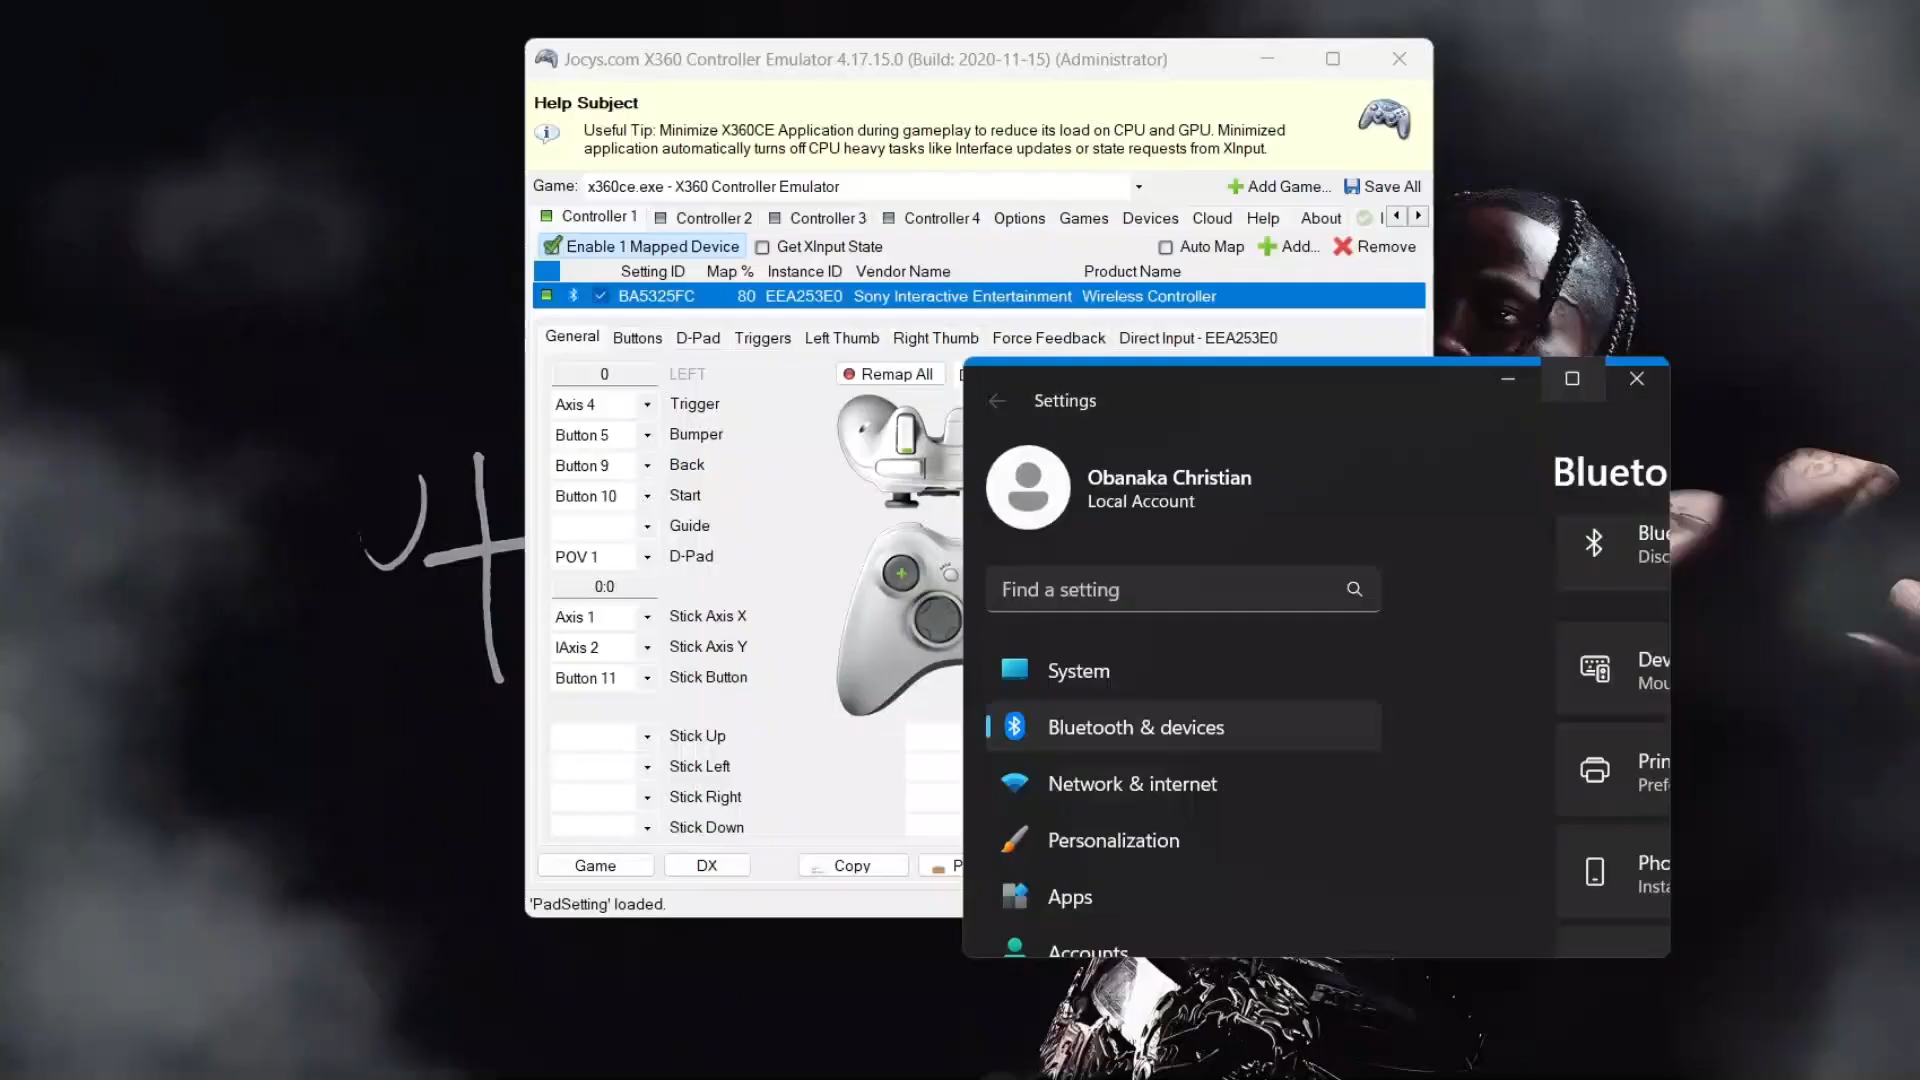 Jocys.com X360 Controller Emulator 4.17.15.0 (Build: 2020-11-15) (Administrator)
Help Subject
Useful Tip: Minimize X360CE Application during gameplay to reduce its load on CPU and GPU. Minimized
application automatically turns off CPU heavy tasks like Interface updates or state requests from XInput.
Game: x360ce.exe - X360 Controller Emulator Add Game... Save All
Controller 1 Controller 2 Controller 3 Controller 4 Options Games Devices Cloud Help About I
Enable 1 Mapped Device Get XInput State Auto Map Add... Remove
Setting ID Map % Instance ID Vendor Name Product Name
BA5325FC 80 EEA253E0 Sony Interactive Entertainment Wireless Controller
General Buttons D-Pad Triggers Left Thumb Right Thumb Force Feedback Direct Input - EEA253E0
0 LEFT Remap All
Axis 4 Trigger
Button 5 Bumper
Button 9 Back
Button 10 Start
Guide
POV 1 D-Pad
0:0
Axis 1 Stick Axis X
IAxis 2 Stick Axis Y
Button 11 Stick Button
Stick Up
Stick Left
Stick Right
Stick Down
Game DX Copy P
'PadSetting' loaded.
Settings
Obanaka Christian
Local Account
Find a setting
System
Bluetooth & devices
Network & internet
Personalization
Apps
Accounts
Blueto
Blue
Disc
Dev
Mou
Prin
Pref
Pho
Insta